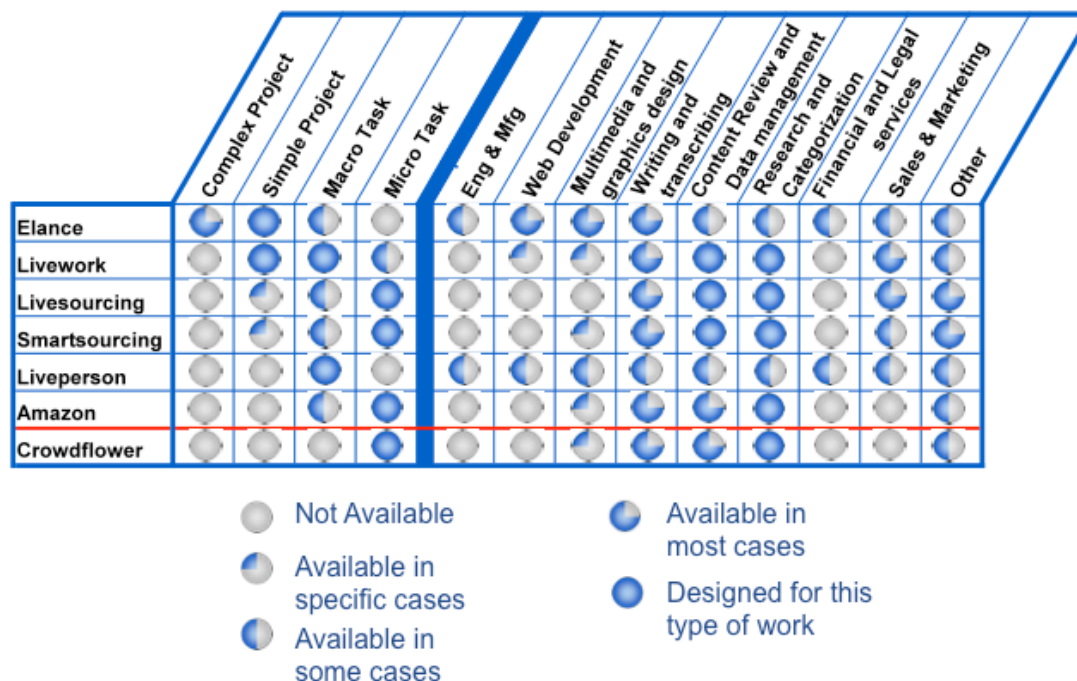 Complex Project
Simple Project
Macro Task
Micro Task
Eng & Mfg
Web Development
Multimedia and
graphics design
Writing and
transcribing
Content Review and
Data management
Research and
Categorization
Financial and Legal
services
Sales & Marketing
Other
Elance
Livework
Livesourcing
Smartsourcing
Liveperson
Amazon
Crowdflower
Not Available
Available in
specific cases
Available in
some cases
Available in
most cases
Designed for this
type of work